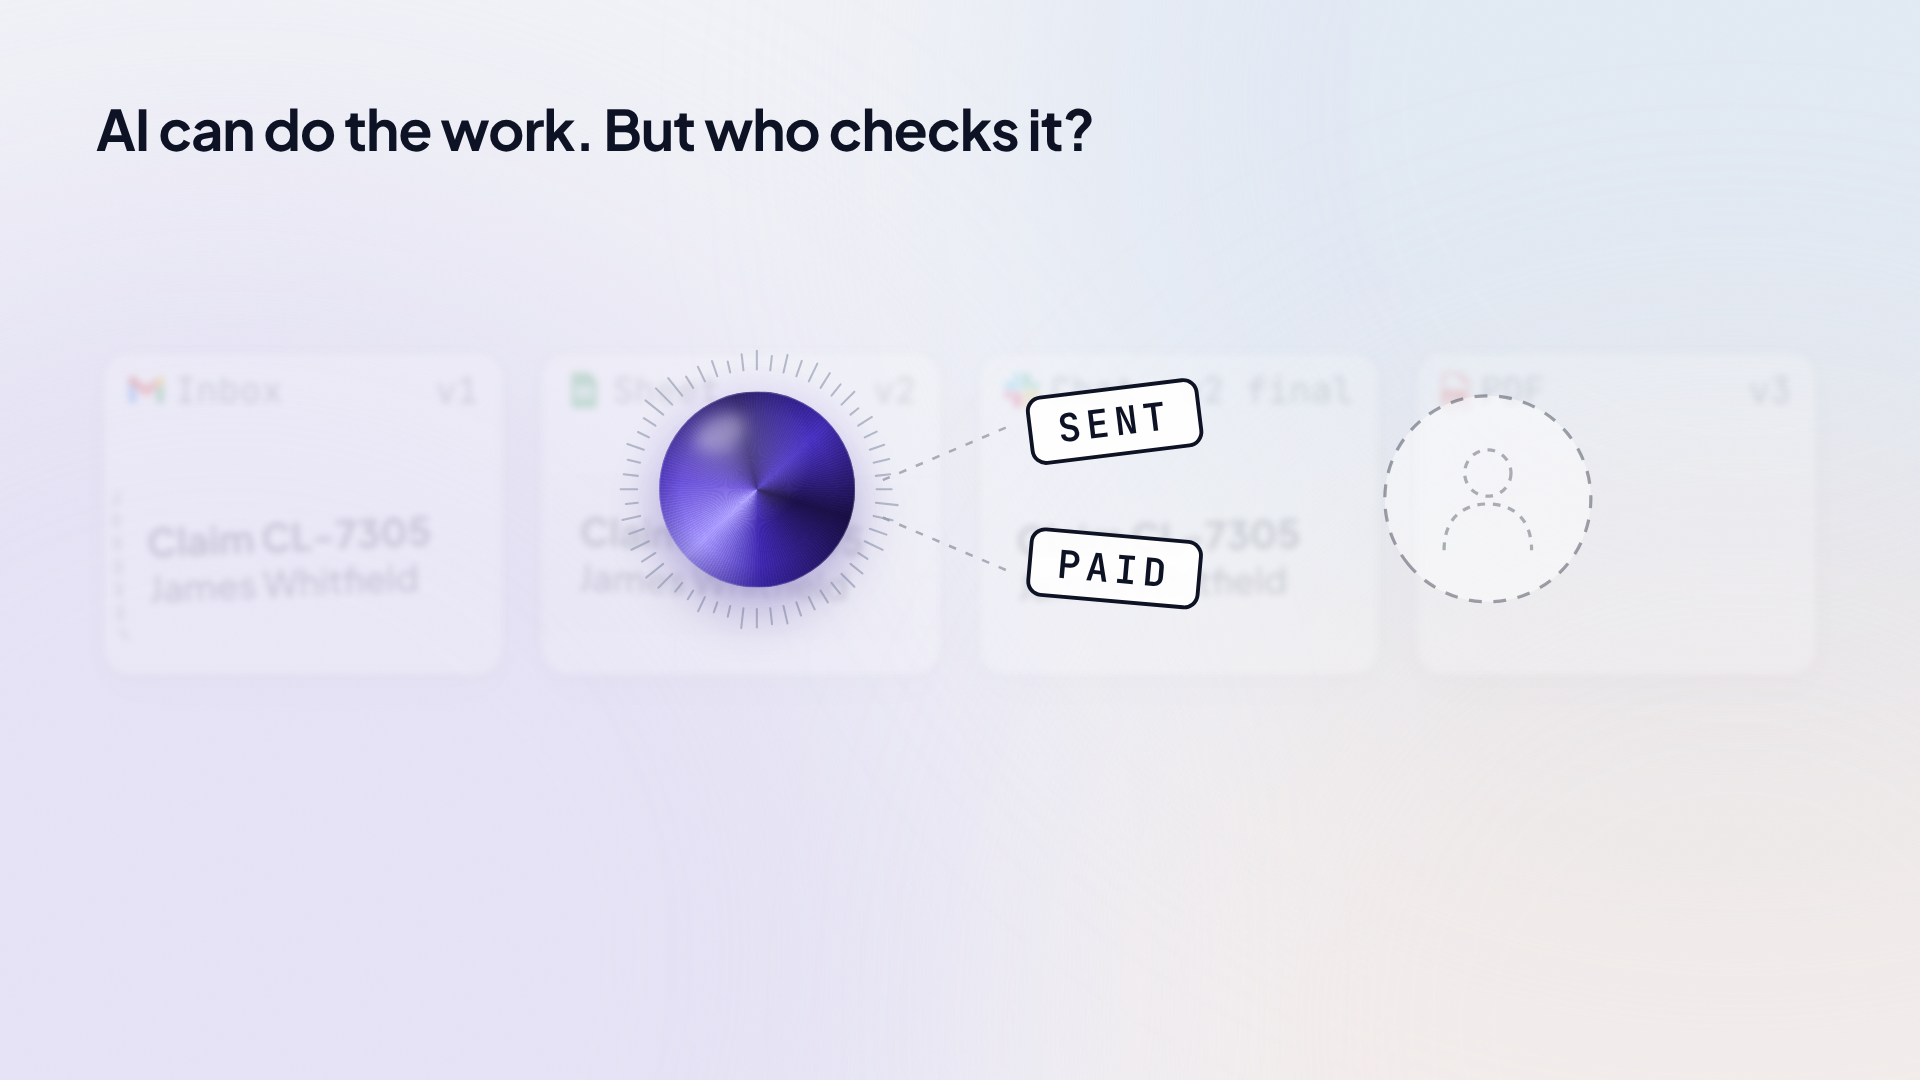 AI can do the work. But who checks it?
Inbox v1
v2
final
PDF v3
SENT
Claim CL-7305
James Whitfield
PAID